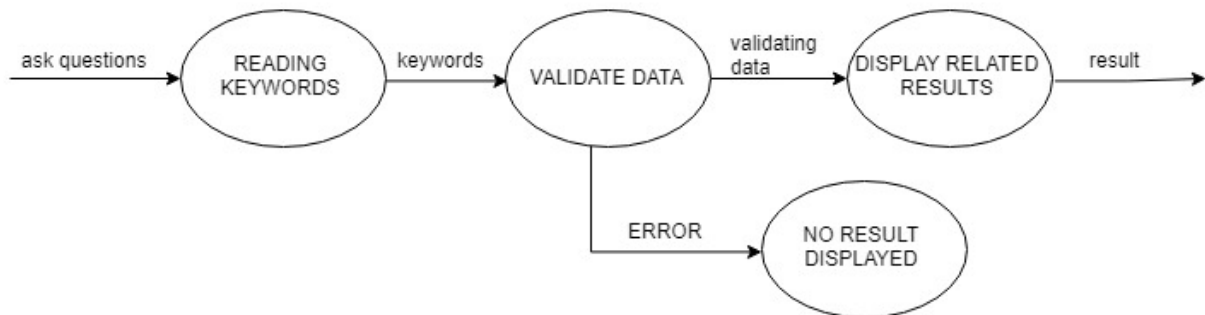 ask questions
READING
KEYWORDS
keywords
VALIDATE DATA
validating
data
DISPLAY RELATED
RESULTS
result
ERROR
NO RESULT
DISPLAYED